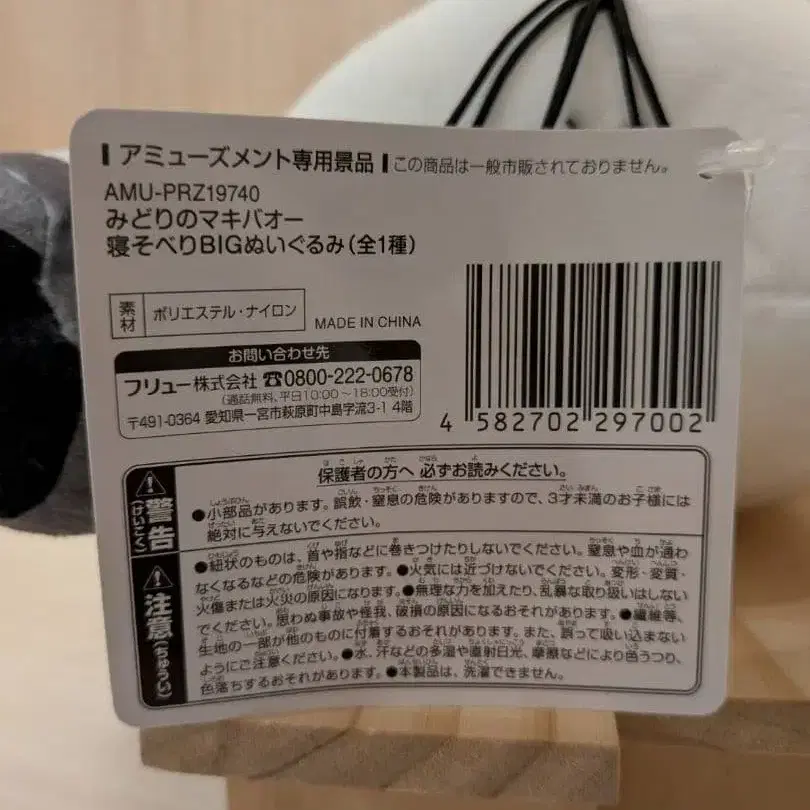 アミューズメント専用景品 この商品は一般市販されておりません。
AMU-PRZ19740
みどりのマキバオー
寝そべりBIGぬいぐるみ(全1種)
素材 ポリエステル・ナイロン MADE IN CHINA
お問い合わせ先
フリュー株式会社 ☎0800-222-0678
(通話無料、平日10:00~18:00受付)
〒491-0364 愛知県一宮市萩原町中島字流3-1 4階
4 582702 297002
⚠警告(けいこく)
保護者の方へ 必ずお読みください。
●小部品があります。誤飲・窒息の危険がありますので、3才未満のお子様には
絶対に与えないでください。
⚠注意(ちゅうい)
●紐状のものは、首や指などに巻きつけたりしないでください。窒息や血が通わ
なくなるなどの危険があります。●火気には近づけないでください。変形・変質・
火傷または火災の原因になります。●無理な力を加えたり、乱暴な取り扱いはしない
でください。思わぬ事故や怪我、破損の原因になるおそれがあります。●繊維等、
生地の一部が他のものに付着するおそれがあります。また、誤って吸い込まない
ようにご注意ください。●水、汗などの多湿や直射日光、摩擦などにより色うつり、
色落ちするおそれがあります。●本製品は、洗濯できません。